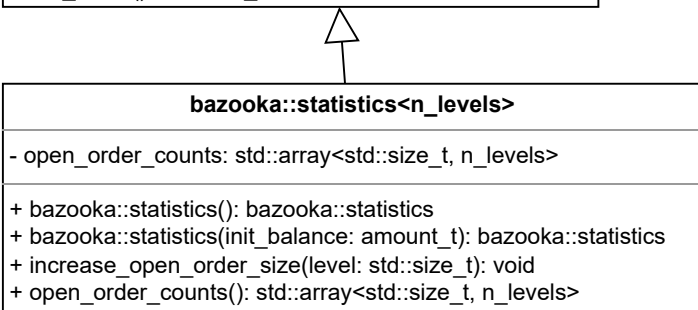 bazooka::statistics<n_levels>
- open_order_counts: std::array<std::size_t, n_levels>
+ bazooka::statistics(): bazooka::statistics
+ bazooka::statistics(init_balance: amount_t): bazooka::statistics
+ increase_open_order_size(level: std::size_t): void
+ open_order_counts(): std::array<std::size_t, n_levels>